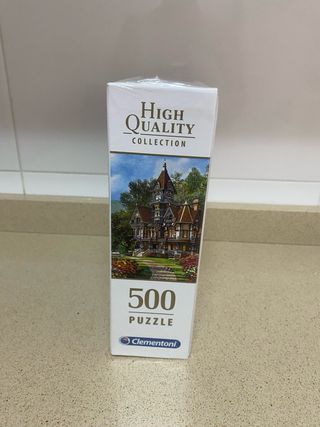 HIGH
QUALITY
COLLECTION
500
PUZZLE
Clementoni